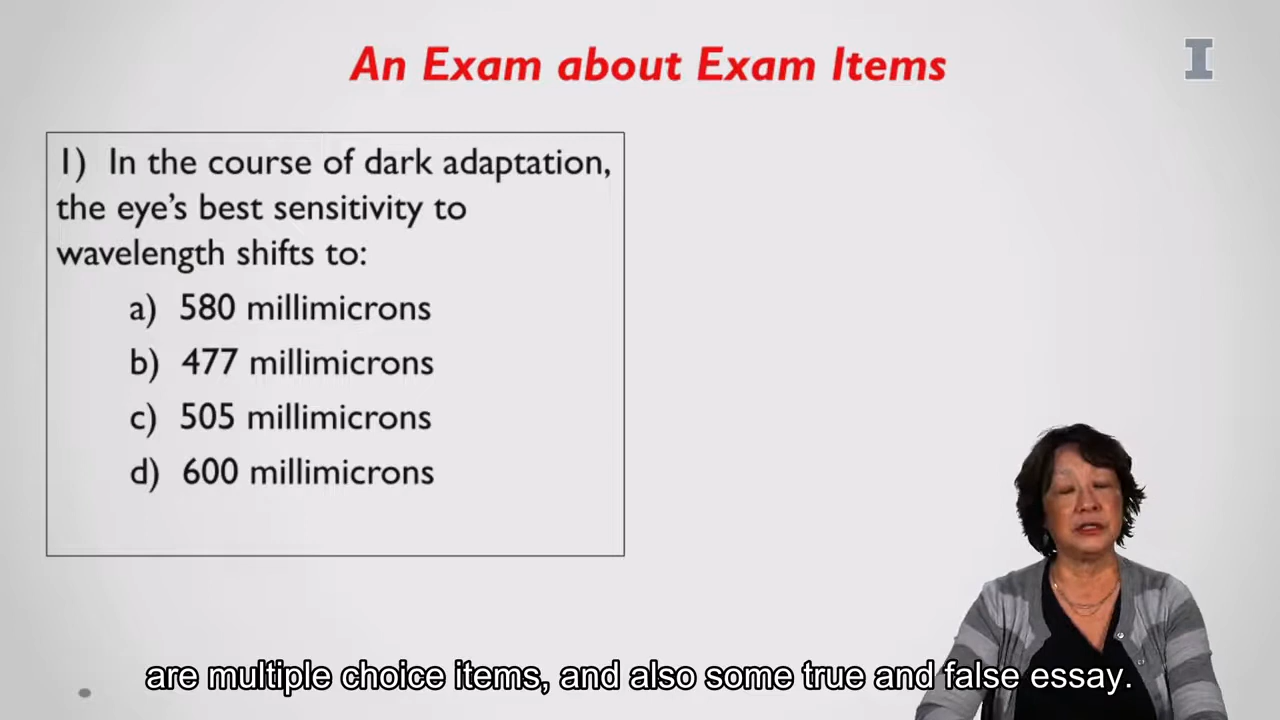 An Exam about Exam Items
I
1) In the course of dark adaptation,
the eye’s best sensitivity to
wavelength shifts to:
a) 580 millimicrons
b) 477 millimicrons
c) 505 millimicrons
d) 600 millimicrons
are multiple choice items, and also some true and false essay.